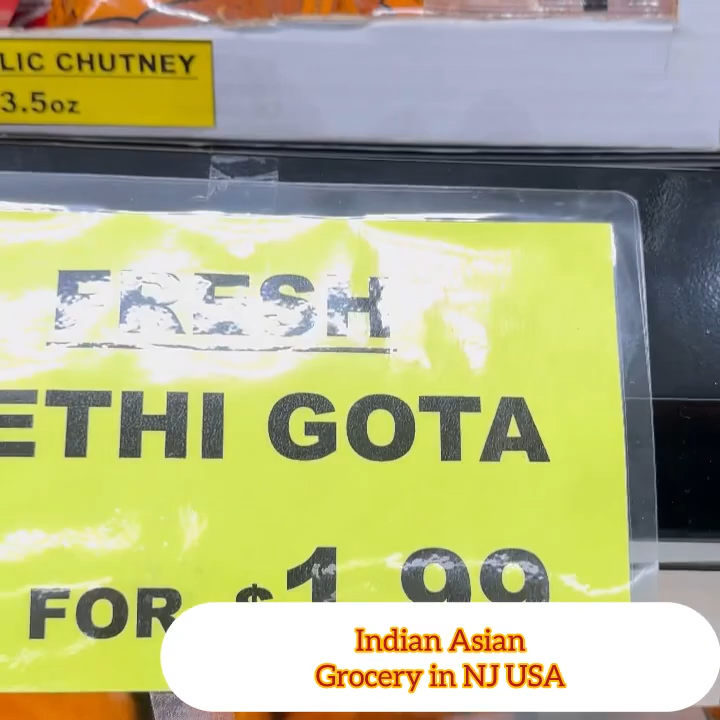 LIC CHUTNEY
3.5oz
FRESH
ETHI GOTA
FOR $1.99
Indian Asian
Grocery in NJ USA